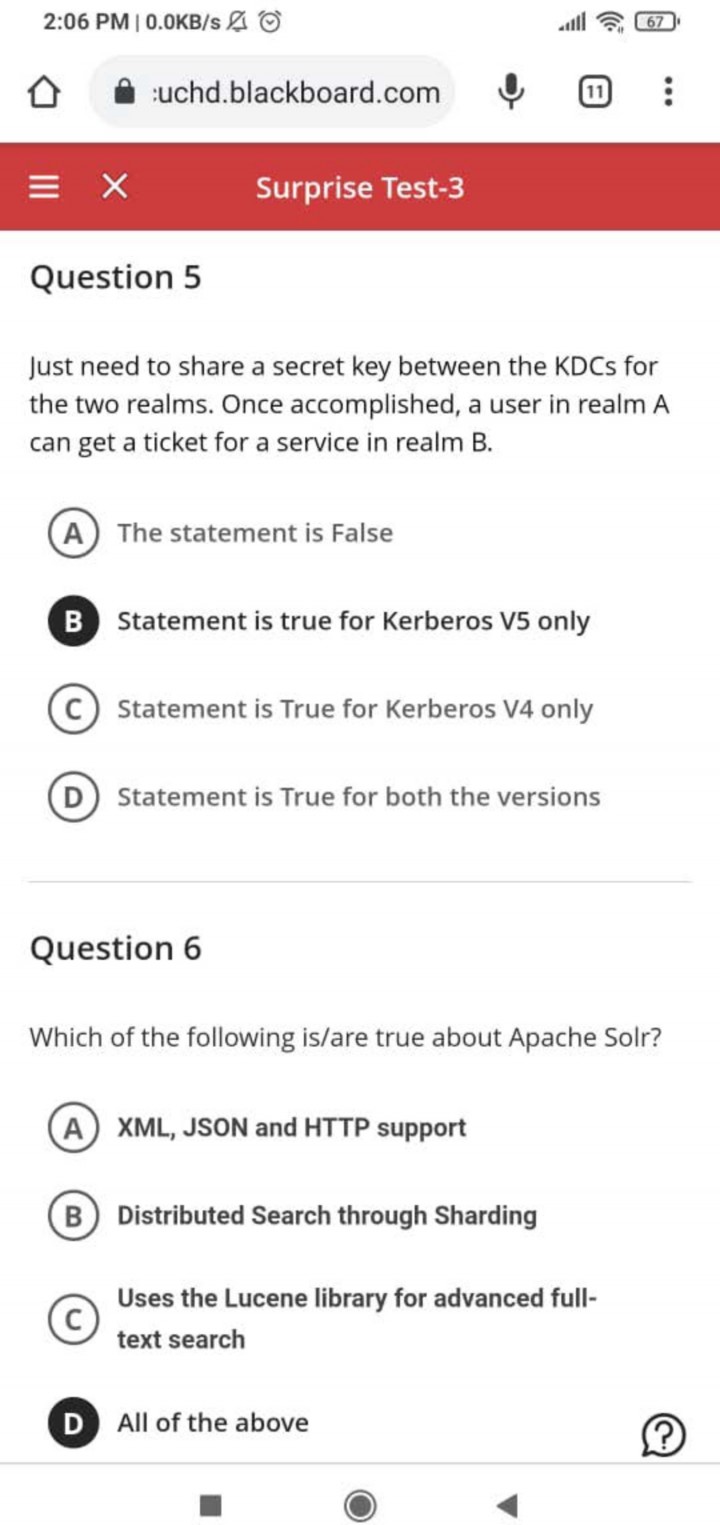 2:06 PM | 0.0KB/s
67
:uchd.blackboard.com
11
Surprise Test-3
Question 5
Just need to share a secret key between the KDCs for
the two realms. Once accomplished, a user in realm A
can get a ticket for a service in realm B.
A The statement is False
B Statement is true for Kerberos V5 only
C Statement is True for Kerberos V4 only
D Statement is True for both the versions
Question 6
Which of the following is/are true about Apache Solr?
A XML, JSON and HTTP support
B Distributed Search through Sharding
C Uses the Lucene library for advanced full-
text search
D All of the above